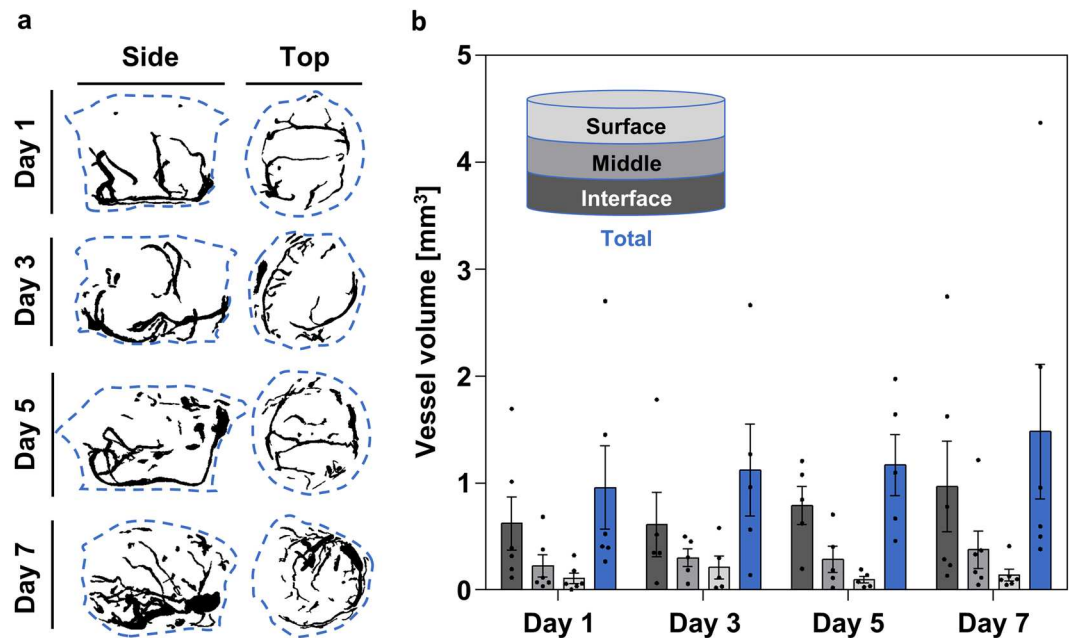 a
Side Top
Day 1
Day 3
Day 5
Day 7
b
Vessel volume [mm³]
5
4
3
2
1
0
Surface
Middle
Interface
Total
Day 1 Day 3 Day 5 Day 7